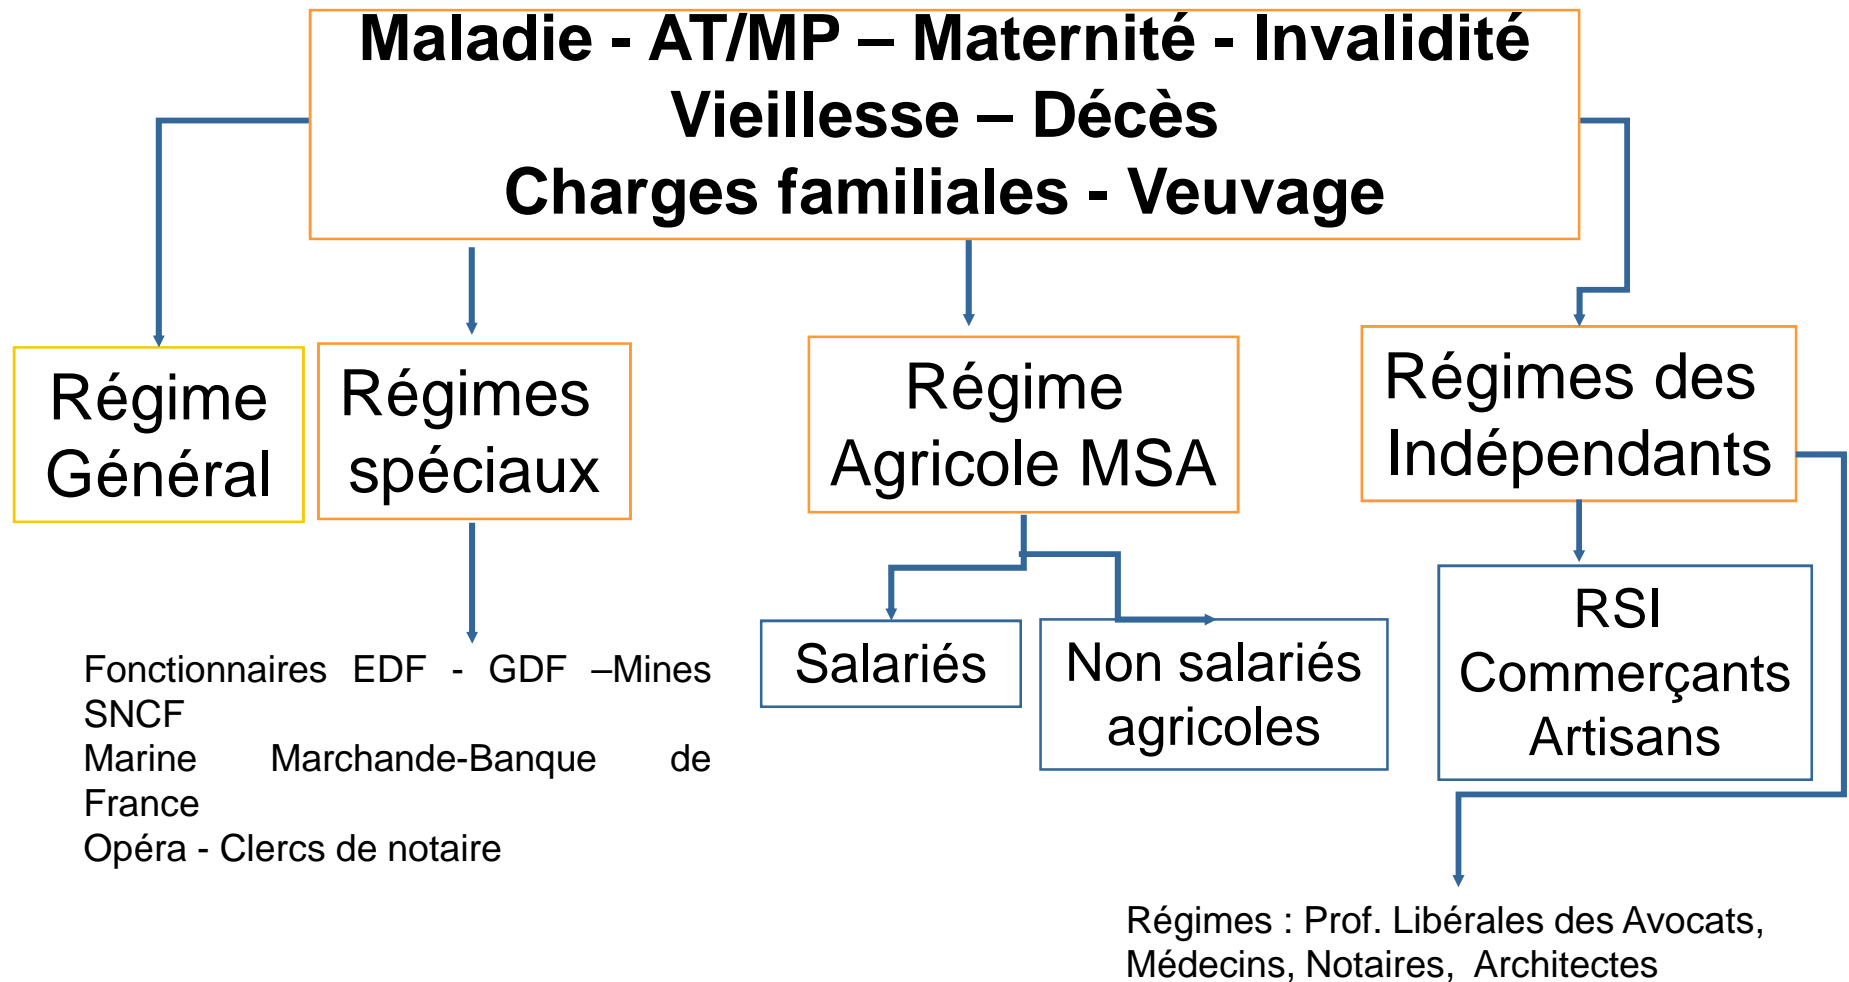 Maladie - AT/MP – Maternité - Invalidité
Vieillesse – Décès
Charges familiales - Veuvage
Régime
Général
Régimes
spéciaux
Régime
Agricole MSA
Régimes des
Indépendants
Fonctionnaires EDF - GDF –Mines
SNCF
Marine Marchande-Banque de
France
Opéra - Clercs de notaire
Salariés
Non salariés
agricoles
RSI
Commerçants
Artisans
Régimes : Prof. Libérales des Avocats,
Médecins, Notaires, Architectes